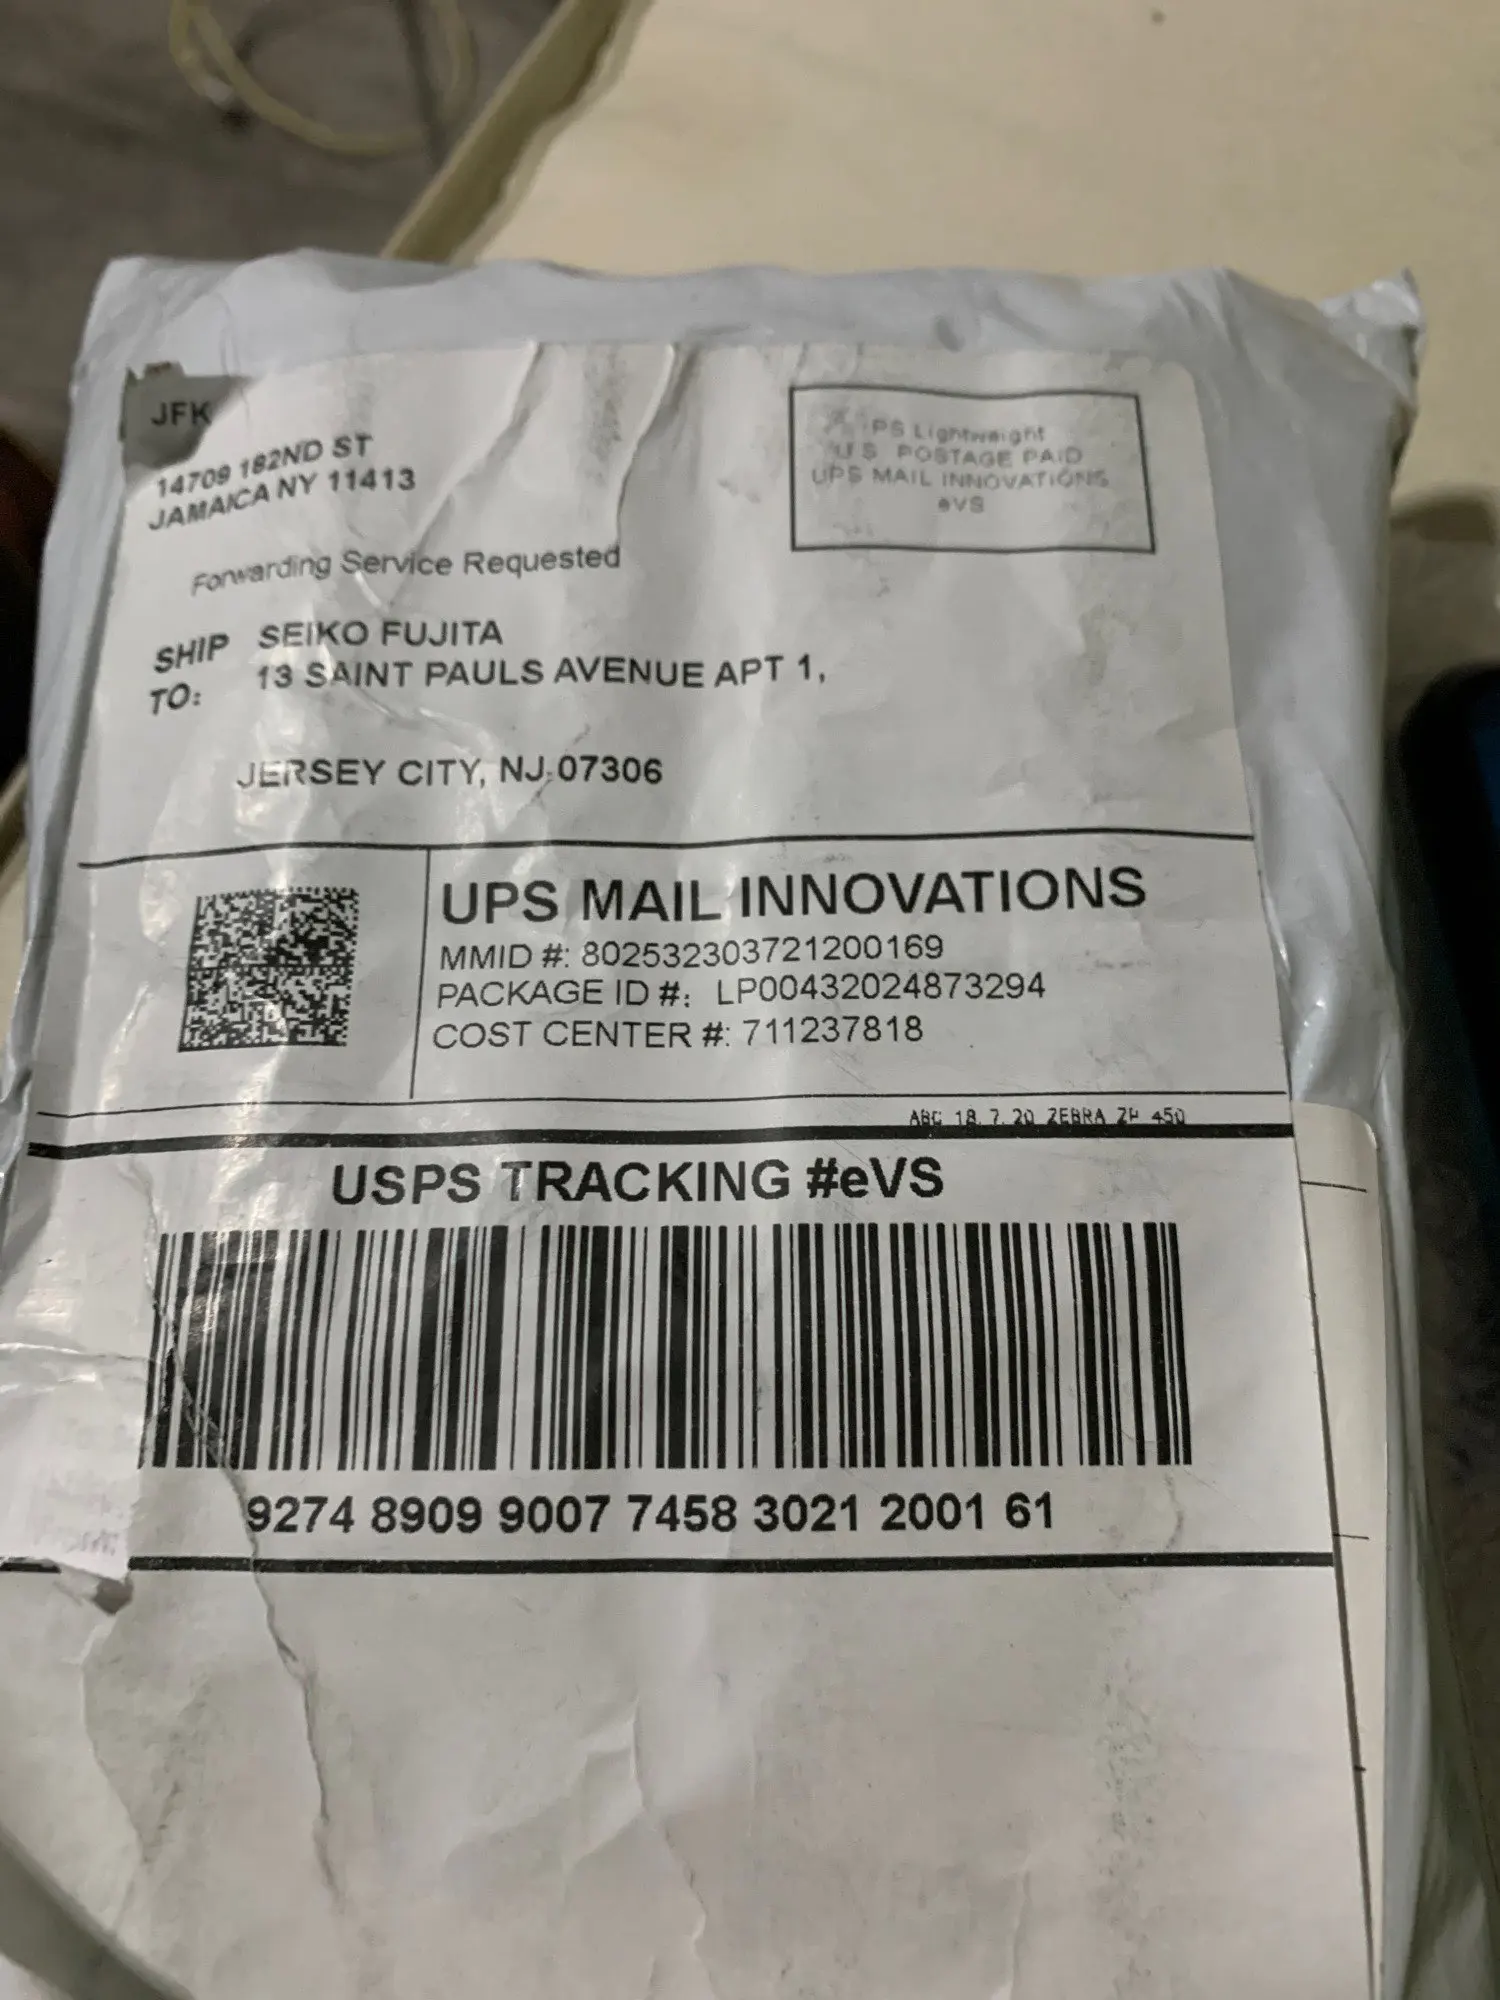 JFK
14709 182ND ST
JAMAICA NY 11413
PS Lightweight
U S POSTAGE PAID
UPS MAIL INNOVATIONS
eVS
Forwarding Service Requested
SHIP TO:
SEIKO FUJITA
13 SAINT PAULS AVENUE APT 1,
JERSEY CITY, NJ 07306
UPS MAIL INNOVATIONS
MMID #: 802532303721200169
PACKAGE ID #: LP00432024873294
COST CENTER #: 711237818
ABC 18.7.20 ZEBRA ZP 450
USPS TRACKING #eVS
9274 8909 9007 7458 3021 2001 61